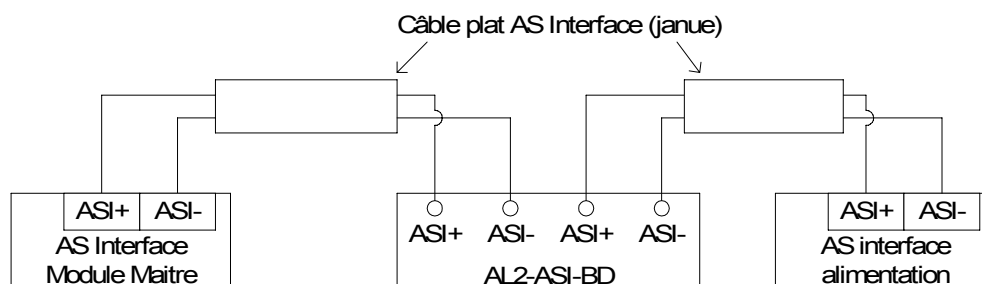 Câble plat AS Interface (janue)
ASI+ ASI-
AS Interface
Module Maitre
ASI+ ASI- ASI+ ASI-
AL2-ASI-BD
ASI+ ASI-
AS interface
alimentation